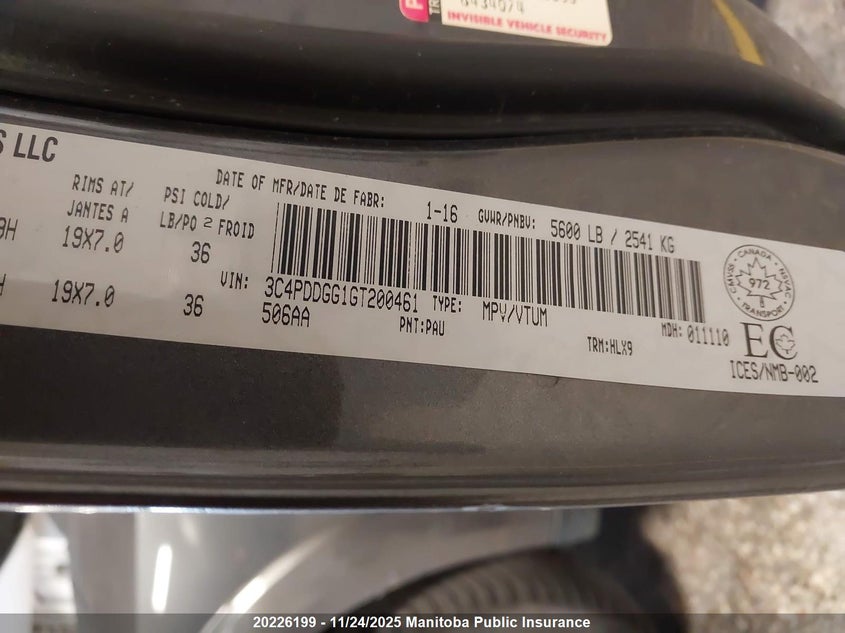 6434074
INVISIBLE VEHICLE SECURITY
S LLC
RIMS AT/
JANTES A
PSI COLD/
LB/PO 2 FROID
DATE OF MFR/DATE DE FABR: 1-16 GVWR/PNBV: 5600 LB / 2541 KG
19X7.0 36
H 19X7.0 36
VIN: 3C4PDDGG1GT200461 TYPE: MPV/VTUM
506AA PNT:PAU TRM:HLX9 MDH: 011110
CMVSS • CANADA • NSVAC
972
8
TRANSPORT
EC
ICES/NMB-002
20226199 - 11/24/2025 Manitoba Public Insurance